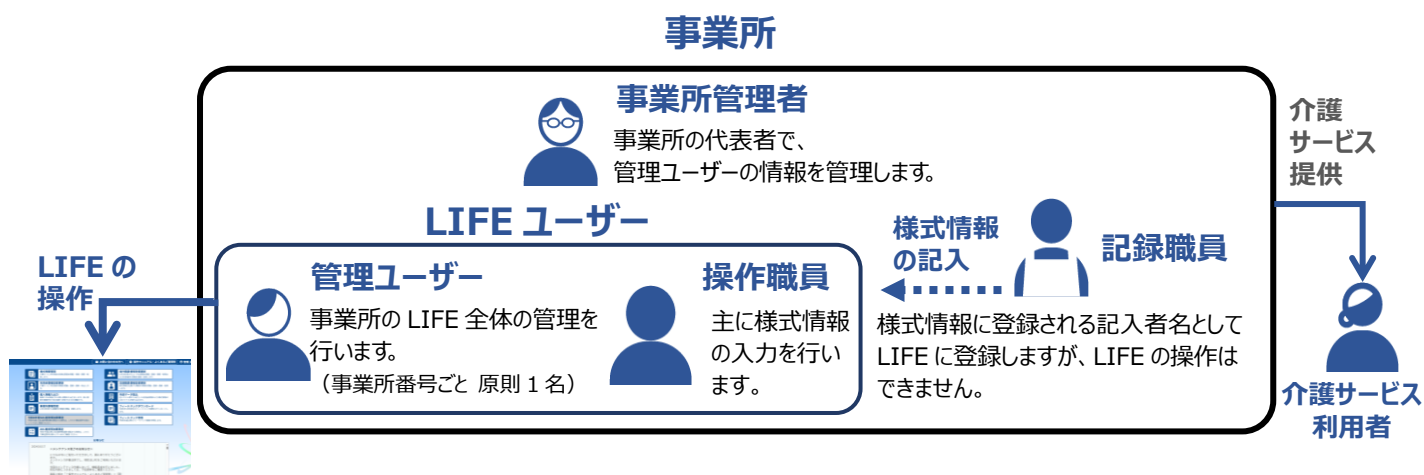 事業所
事業所管理者
事業所の代表者で、
管理ユーザーの情報を管理します。
介護
サービス
提供
LIFE ユーザー
LIFE の
操作
管理ユーザー
事業所の LIFE 全体の管理を
行います。
（事業所番号ごと 原則 1 名）
操作職員
主に様式情報
の入力を行い
ます。
様式情報
の記入
記録職員
様式情報に登録される記入者名として
LIFE に登録しますが、LIFE の操作は
できません。
介護サービス
利用者